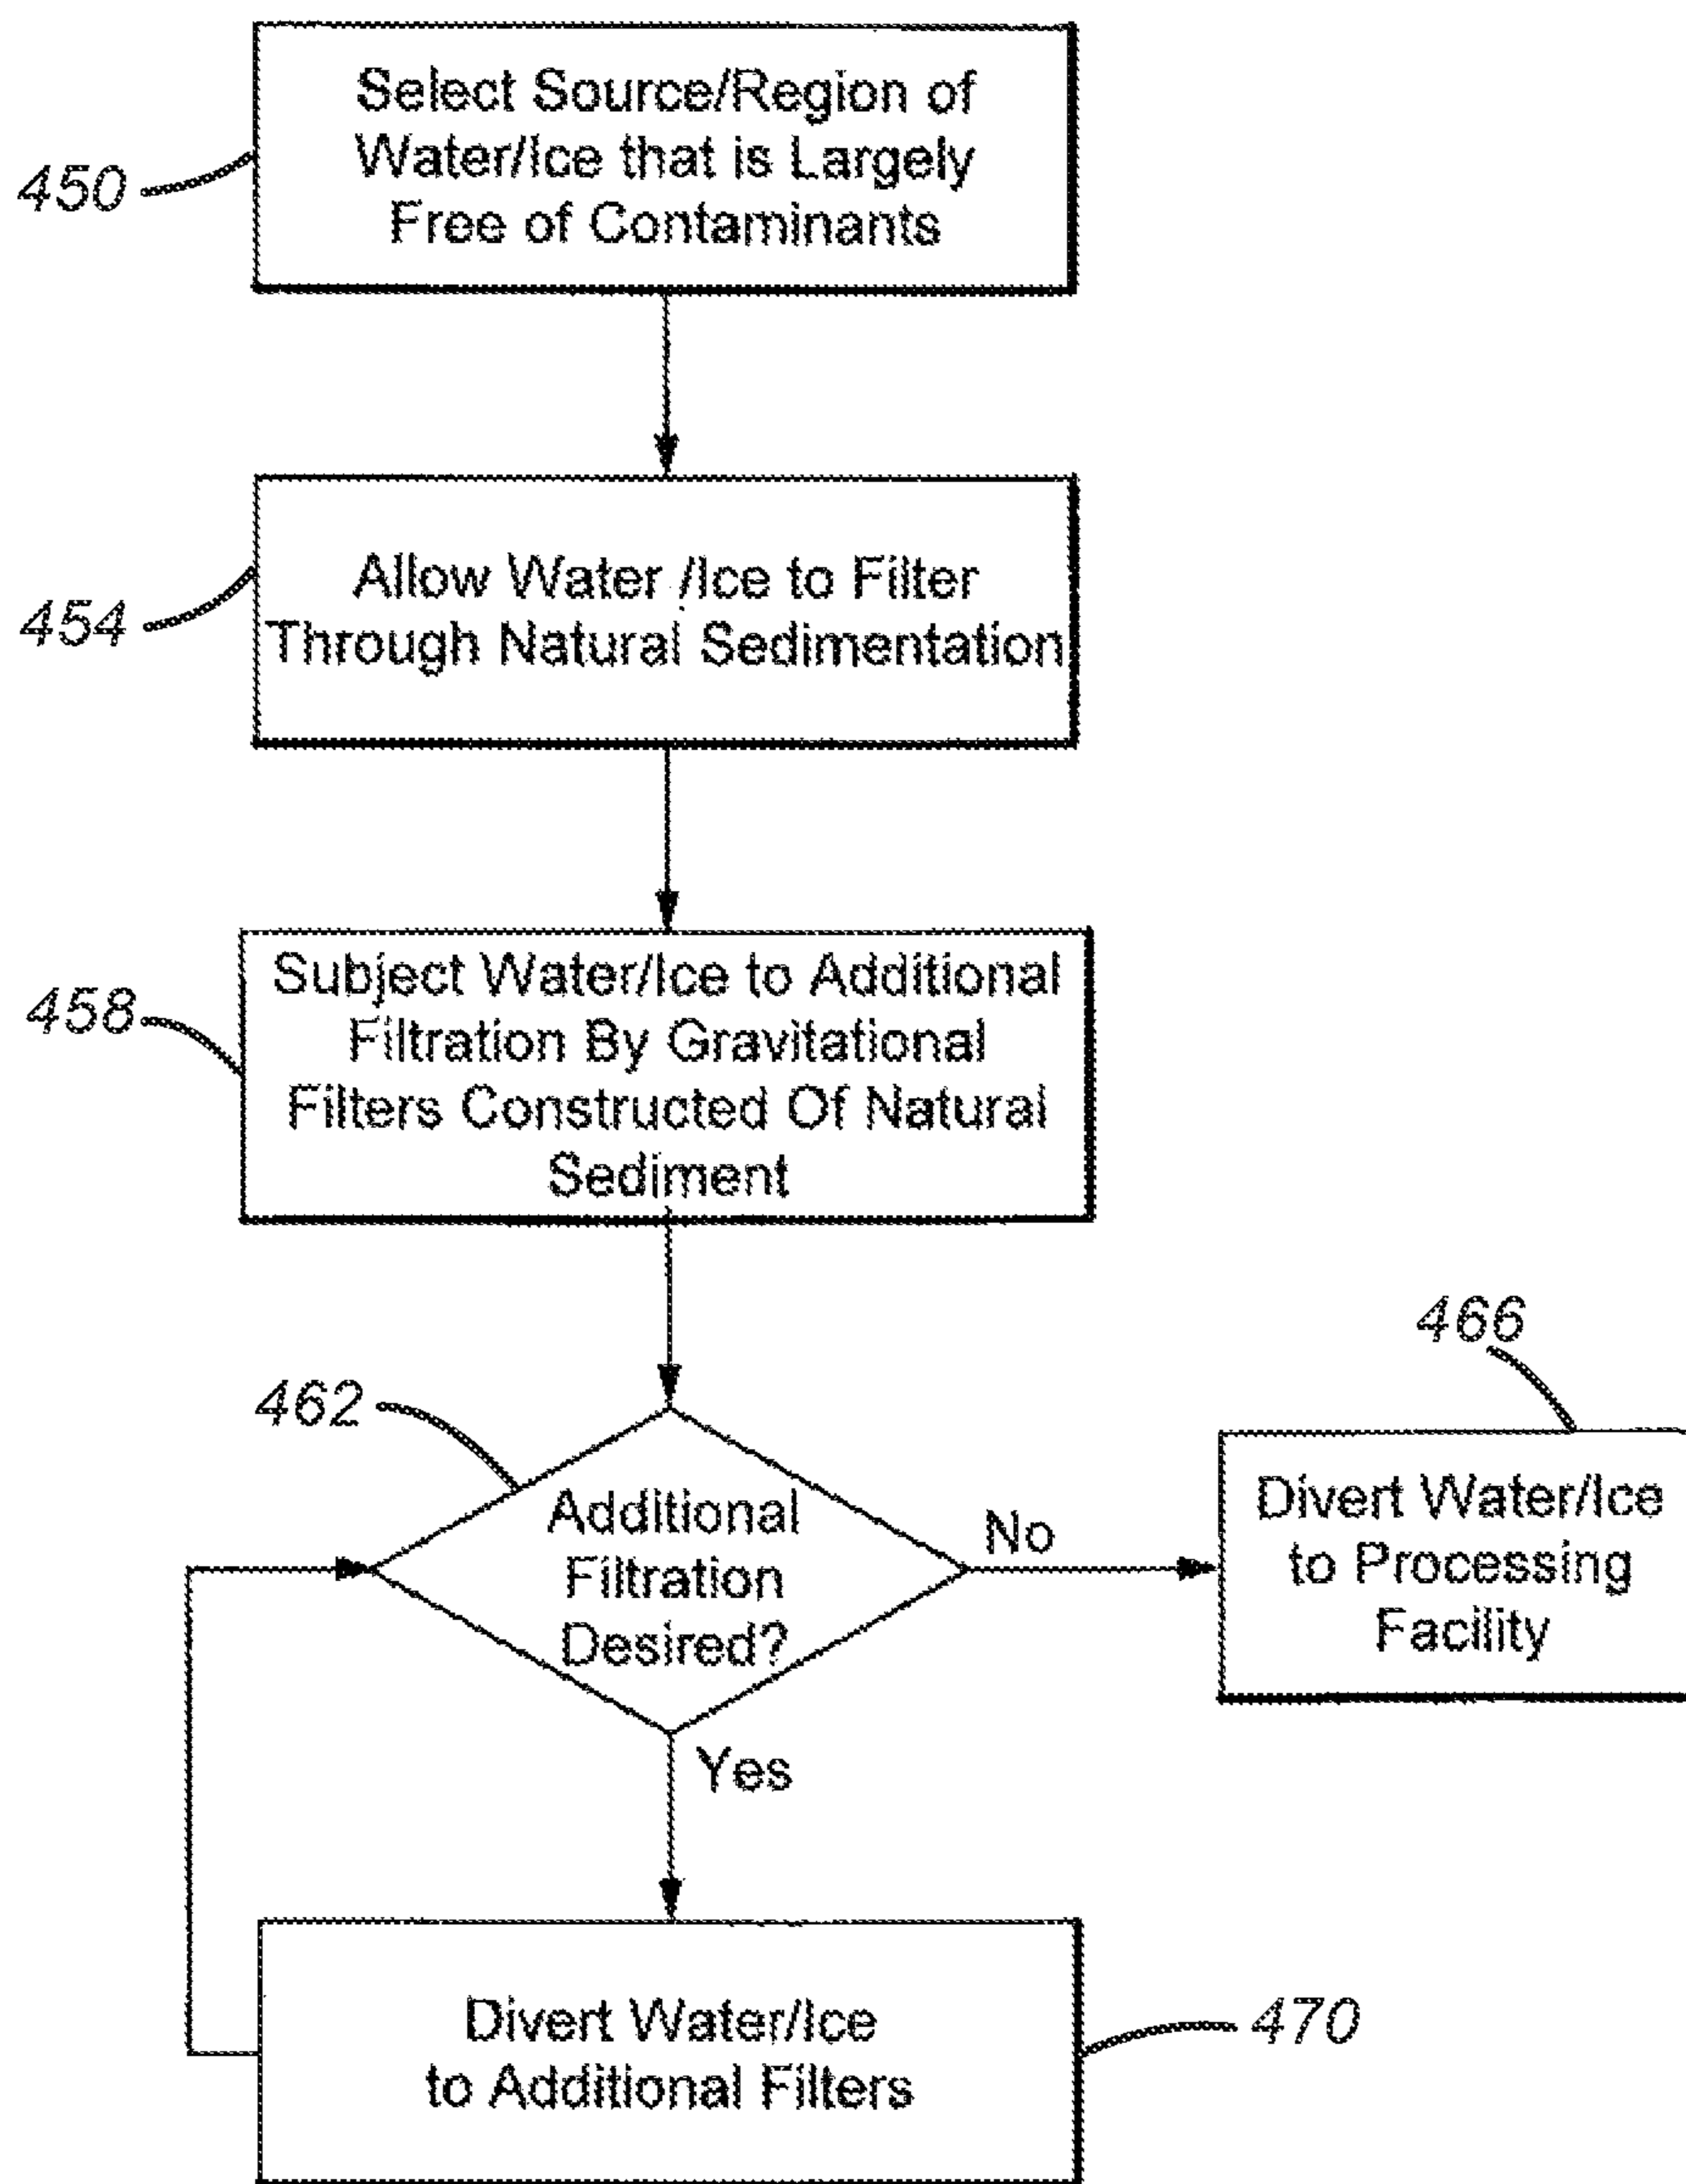 450
Select Source/Region of
Water/Ice that is Largely
Free of Contaminants
454
Allow Water /Ice to Filter
Through Natural Sedimentation
458
Subject Water/Ice to Additional
Filtration By Gravitational
Filters Constructed Of Natural
Sediment
462
Additional
Filtration
Desired?
No
466
Divert Water/Ice
to Processing
Facility
Yes
Divert Water/Ice
to Additional Filters
470